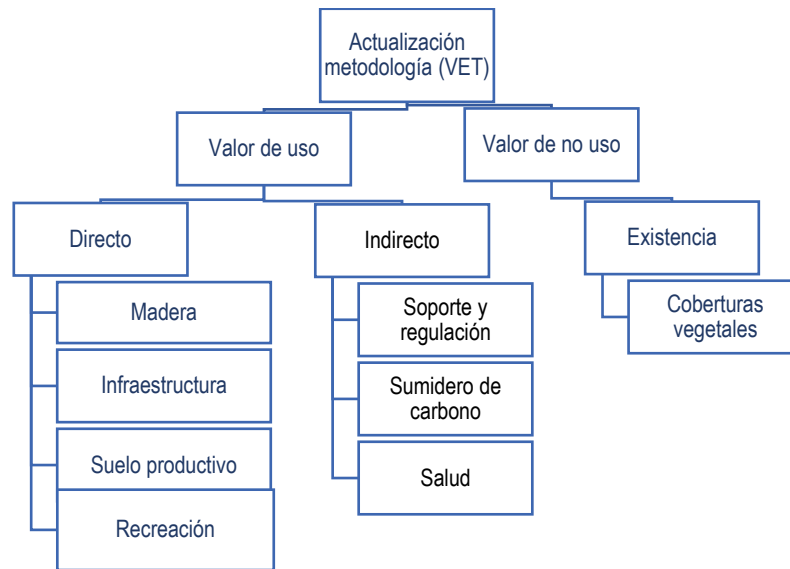 Actualización
metodología (VET)
Valor de uso
Valor de no uso
Directo
Indirecto
Existencia
Madera
Infraestructura
Suelo productivo
Recreación
Soporte y
regulación
Sumidero de
carbono
Salud
Coberturas
vegetales